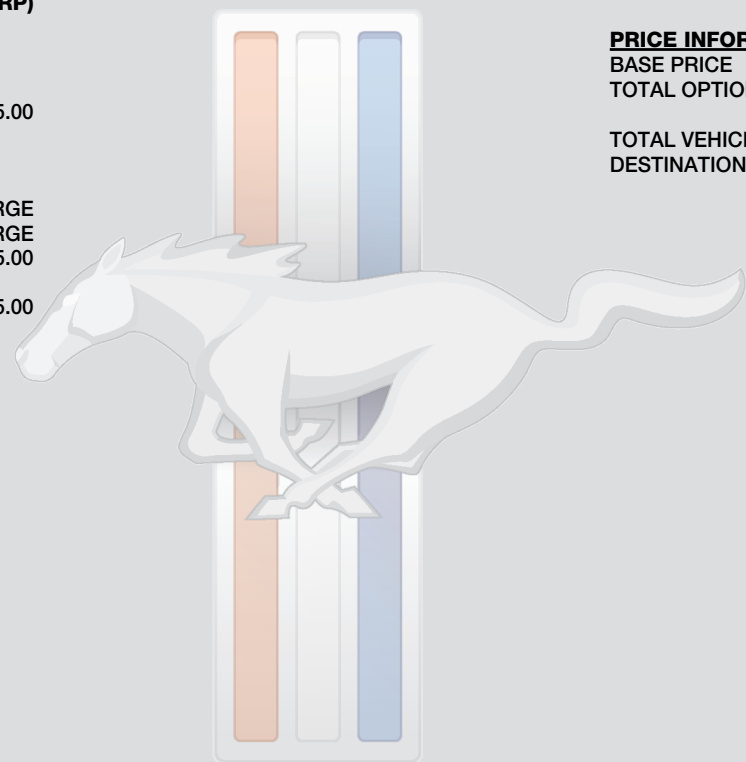 RP)
5.00
RGE
RGE
5.00
5.00
PRICE INFOR
BASE PRICE
TOTAL OPTIO
TOTAL VEHICL
DESTINATION